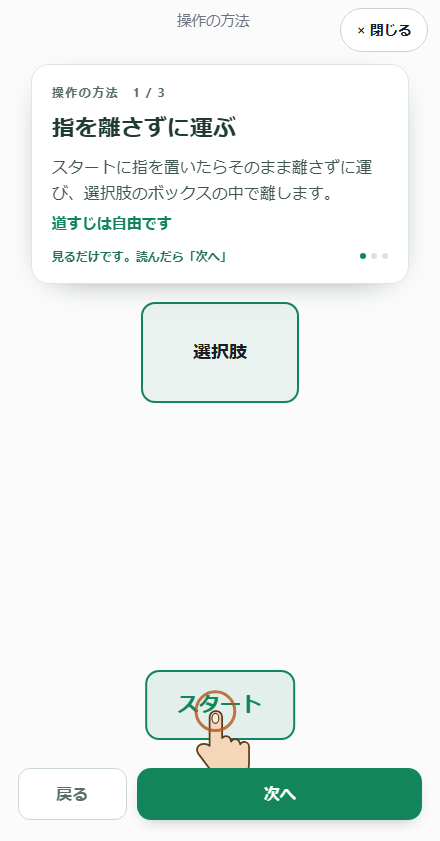 操作の方法
× 閉じる
操作の方法 1 / 3
指を離さずに運ぶ
スタートに指を置いたらそのまま離さずに運
び、選択肢のボックスの中で離します。
道すじは自由です
見るだけです。読んだら「次へ」
選択肢
スタート
戻る
次へ